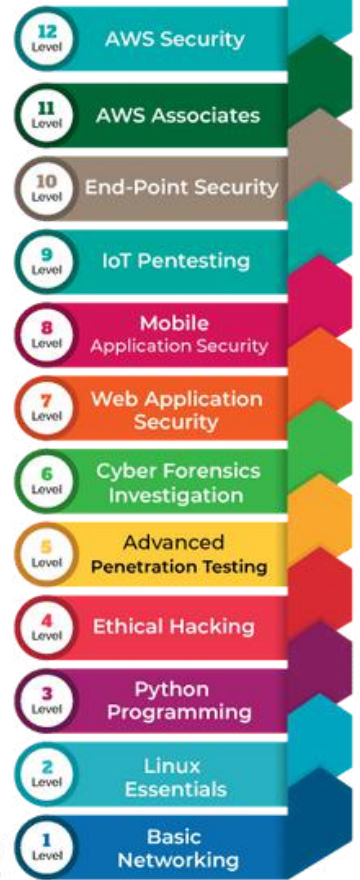 12
Level
AWS Security
11
Level
AWS Associates
10
Level
End-Point Security
9
Level
IoT Pentesting
8
Level
Mobile
Application Security
7
Level
Web Application
Security
6
Level
Cyber Forensics
Investigation
5
Level
Advanced
Penetration Testing
4
Level
Ethical Hacking
3
Level
Python
Programming
2
Level
Linux
Essentials
1
Level
Basic
Networking